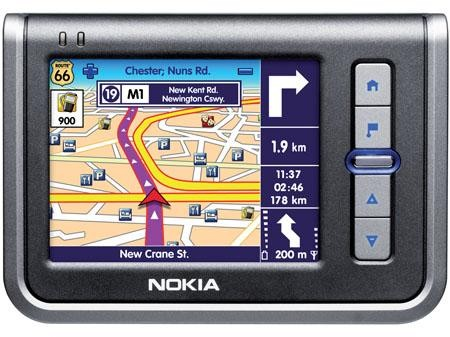 ROUTE
66
Chester; Nuns Rd.
19 M1
New Kent Rd.
Newington Cswy.
900
1.9 km
11:37
02:46
178 km
New Crane St.
200 m
NOKIA